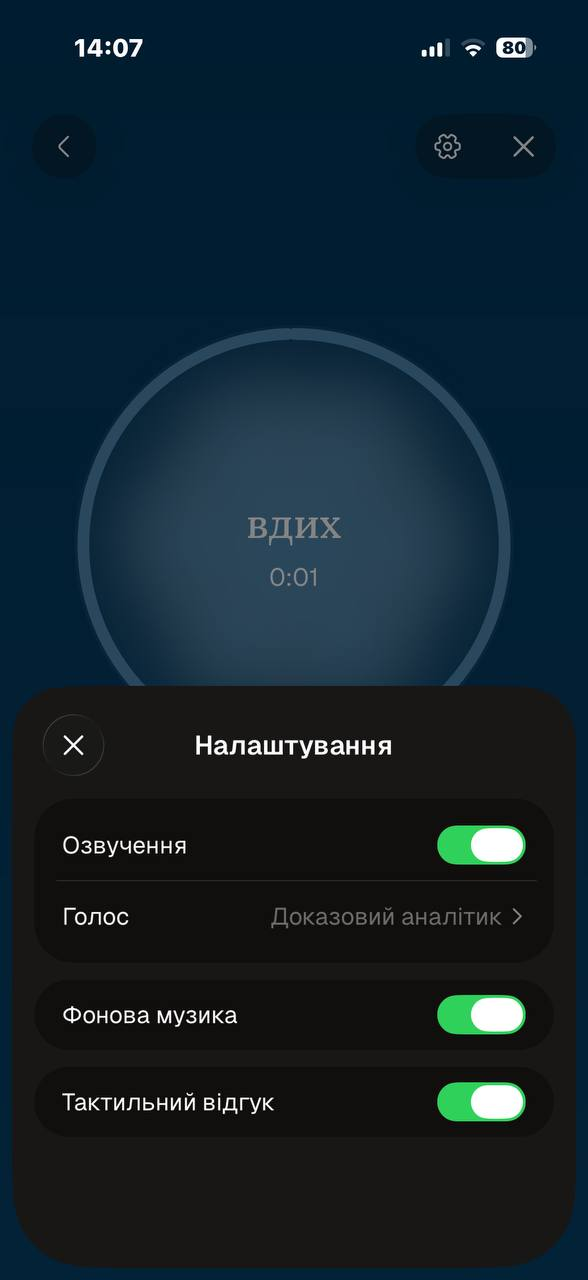 14:07
80
вдих
0:01
Налаштування
Озвучення
Голос Доказовий аналітик
Фонова музика
Тактильний відгук